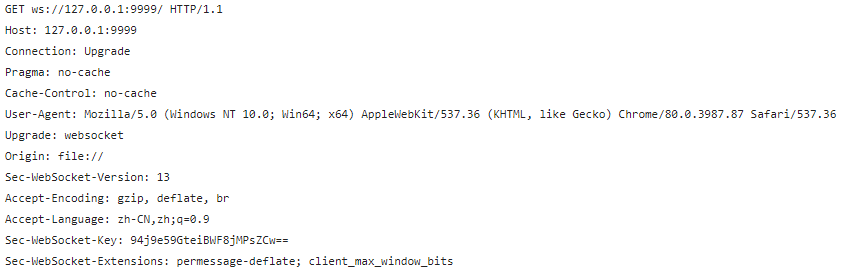 GET ws://127.0.0.1:9999/ HTTP/1.1
Host: 127.0.0.1:9999
Connection: Upgrade
Pragma: no-cache
Cache-Control: no-cache
User-Agent: Mozilla/5.0 (Windows NT 10.0; Win64; x64) AppleWebKit/537.36 (KHTML, like Gecko) Chrome/80.0.3987.87 Safari/537.36
Upgrade: websocket
Origin: file://
Sec-WebSocket-Version: 13
Accept-Encoding: gzip, deflate, br
Accept-Language: zh-CN,zh;q=0.9
Sec-WebSocket-Key: 94j9e59GteiBWF8jMPsZCw==
Sec-WebSocket-Extensions: permessage-deflate; client_max_window_bits